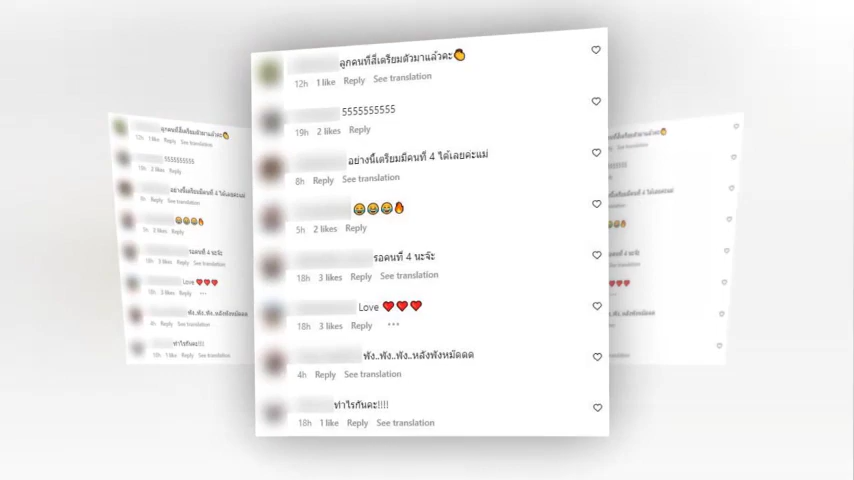 ลูกคนที่สี่เตรียมตัวมาแล้วคะ👏
12h 1 like Reply See translation
5555555555
19h 2 likes Reply
อย่างนี้เตรียมมีคนที่ 4 ได้เลยค่ะแม่
8h Reply See translation
😂😂😂🔥
5h 2 likes Reply
รอคนที่ 4 นะจ๊ะ
18h 3 likes Reply See translation
Love ❤️❤️❤️
18h 3 likes Reply ...
พัง..พัง..พัง..หลังพังหมัดดด
4h Reply See translation
ทำไรกันคะ!!!!
18h 1 like Reply See translation